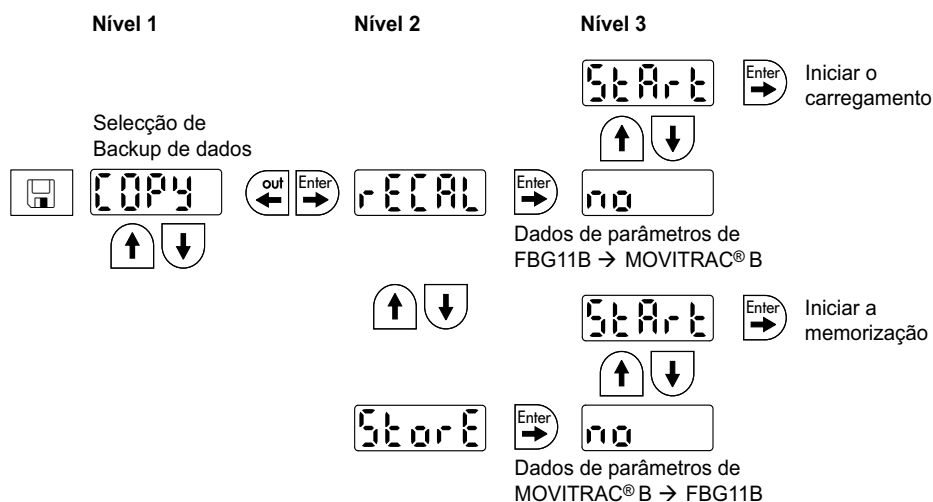 Nível 1
Nível 2
Nível 3
StArt
Enter
Iniciar o
carregamento
Selecção de
Backup de dados
COPY
out
Enter
rECAL
Enter
no
Dados de parâmetros de
FBG11B → MOVITRAC® B
StArt
Enter
Iniciar a
memorização
StorE
Enter
no
Dados de parâmetros de
MOVITRAC® B → FBG11B